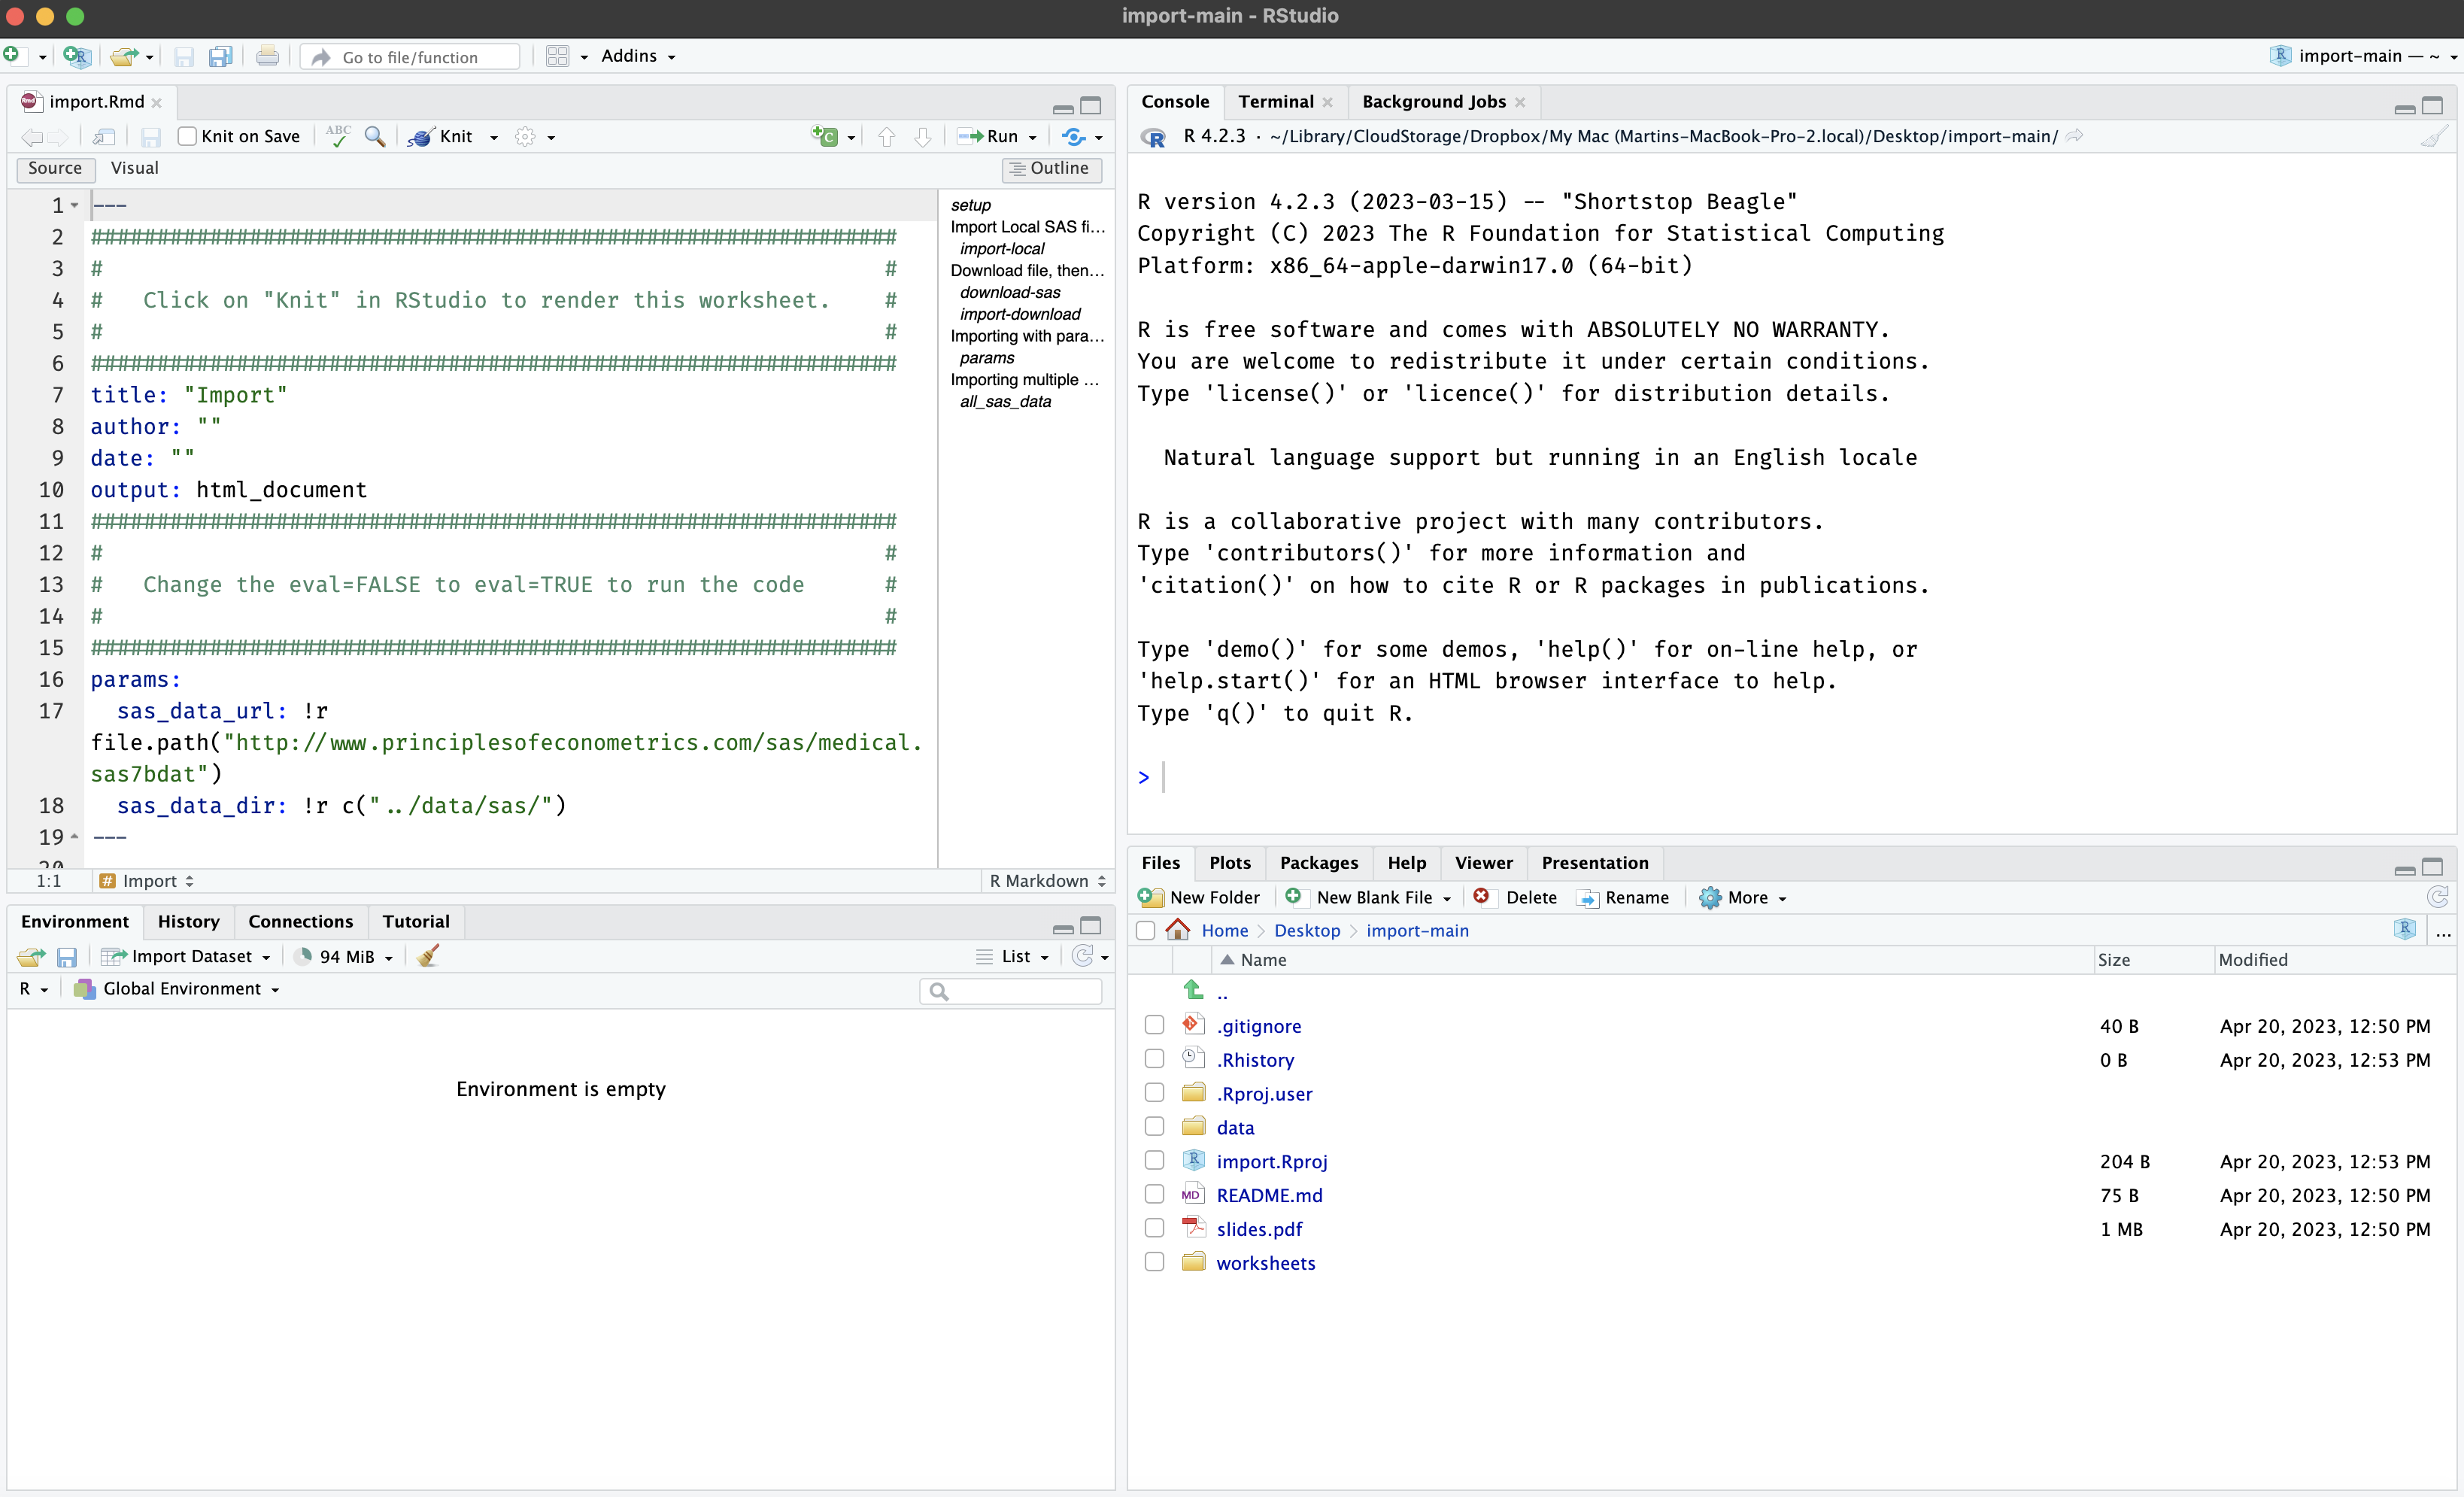 import-main - RStudio
Go to file/function
Addins
import-main — ~
import.Rmd
Knit on Save
ABC
Knit
Run
Source
Visual
Outline
1 ---
2 #############################################################
3 # #
4 # Click on "Knit" in RStudio to render this worksheet. #
5 # #
6 #############################################################
7 title: "Import"
8 author: ""
9 date: ""
10 output: html_document
11 #############################################################
12 # #
13 # Change the eval=FALSE to eval=TRUE to run the code #
14 # #
15 #############################################################
16 params:
17 sas_data_url: !r
file.path("http://www.principlesofeconometrics.com/sas/medical.
sas7bdat")
18 sas_data_dir: !r c("../data/sas/")
19 ---
20
setup
Import Local SAS fi...
import-local
Download file, then...
download-sas
import-download
Importing with para...
params
Importing multiple ...
all_sas_data
1:1
# Import
R Markdown
Environment
History
Connections
Tutorial
Import Dataset
94 MiB
List
R
Global Environment
Environment is empty
Console
Terminal
Background Jobs
R 4.2.3 · ~/Library/CloudStorage/Dropbox/My Mac (Martins-MacBook-Pro-2.local)/Desktop/import-main/
R version 4.2.3 (2023-03-15) -- "Shortstop Beagle"
Copyright (C) 2023 The R Foundation for Statistical Computing
Platform: x86_64-apple-darwin17.0 (64-bit)
R is free software and comes with ABSOLUTELY NO WARRANTY.
You are welcome to redistribute it under certain conditions.
Type 'license()' or 'licence()' for distribution details.
Natural language support but running in an English locale
R is a collaborative project with many contributors.
Type 'contributors()' for more information and
'citation()' on how to cite R or R packages in publications.
Type 'demo()' for some demos, 'help()' for on-line help, or
'help.start()' for an HTML browser interface to help.
Type 'q()' to quit R.
>
Files
Plots
Packages
Help
Viewer
Presentation
New Folder
New Blank File
Delete
Rename
More
Home > Desktop > import-main
...
Name Size Modified
..
.gitignore 40 B Apr 20, 2023, 12:50 PM
.Rhistory 0 B Apr 20, 2023, 12:53 PM
.Rproj.user
data
import.Rproj 204 B Apr 20, 2023, 12:53 PM
README.md 75 B Apr 20, 2023, 12:50 PM
slides.pdf 1 MB Apr 20, 2023, 12:50 PM
worksheets